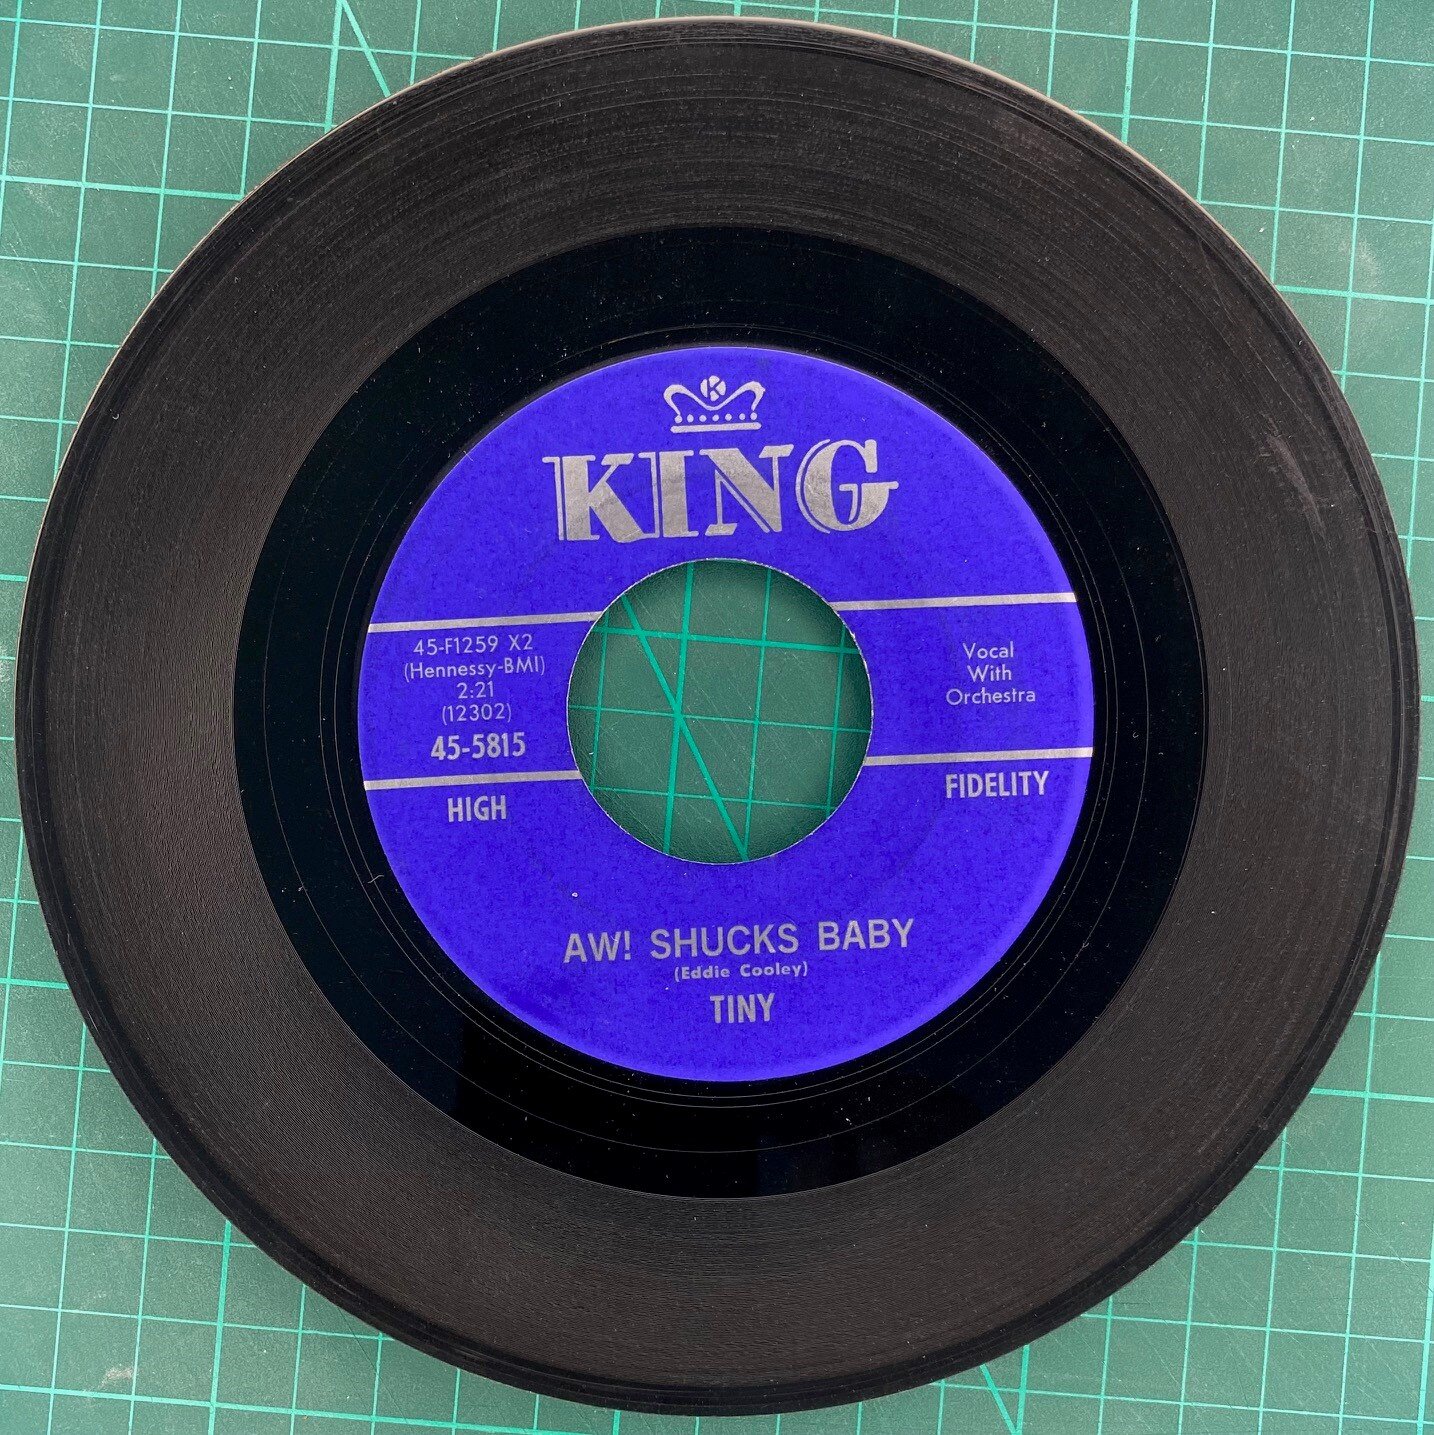 K
KING
45-F1259 X2
(Hennessy-BMI)
2:21
(12302)
45-5815
HIGH
Vocal
With
Orchestra
FIDELITY
AW! SHUCKS BABY
(Eddie Cooley)
TINY